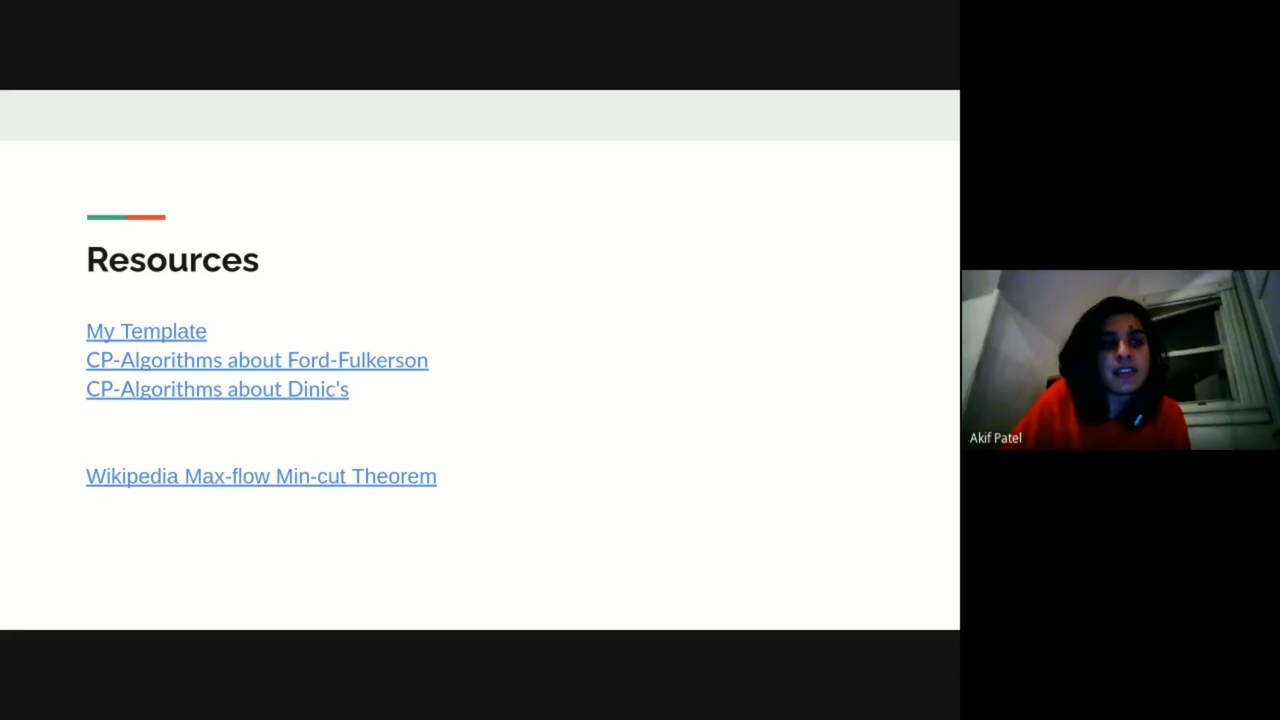 Resources
My Template
CP-Algorithms about Ford-Fulkerson
CP-Algorithms about Dinic's
Wikipedia Max-flow Min-cut Theorem
Akif Patel